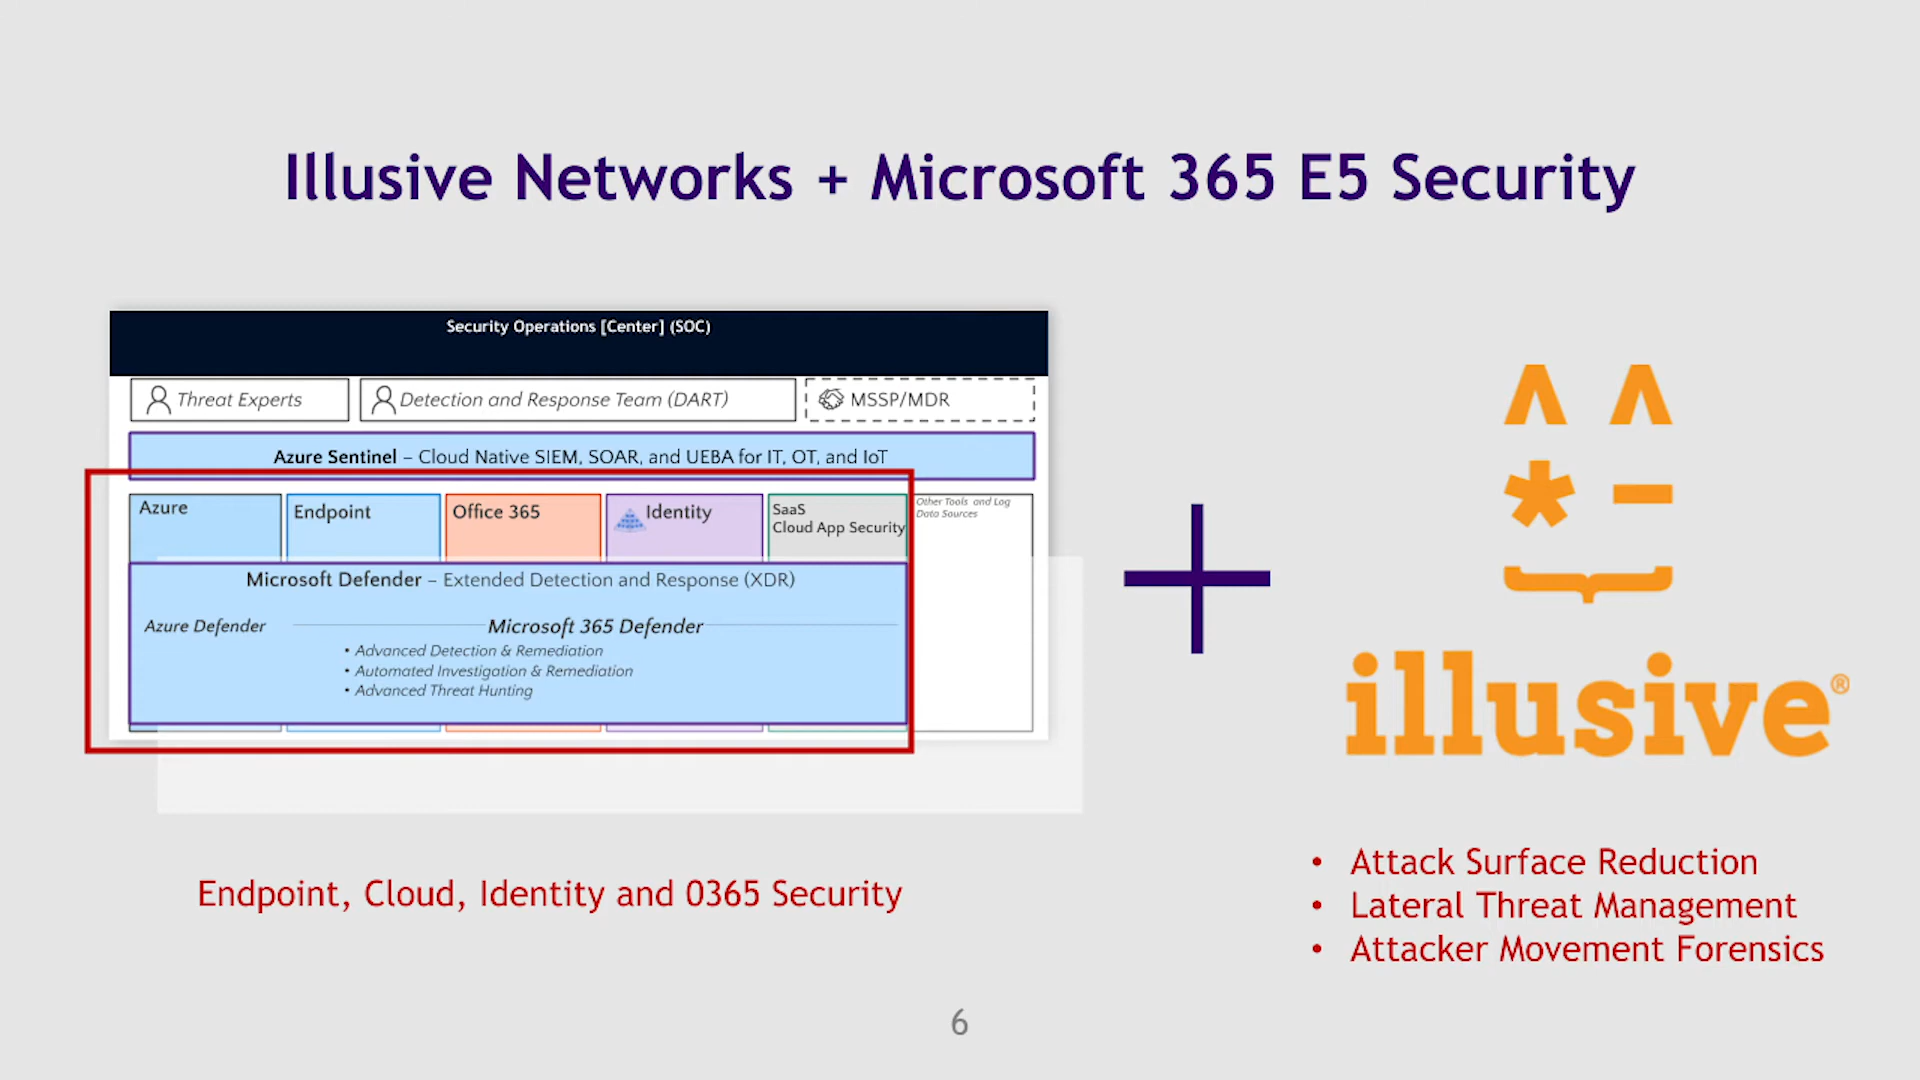 Illusive Networks + Microsoft 365 E5 Security
Security Operations [Center] (SOC)
Threat Experts
Detection and Response Team (DART)
MSSP/MDR
Azure Sentinel – Cloud Native SIEM, SOAR, and UEBA for IT, OT, and IoT
Azure
Endpoint
Office 365
Identity
SaaS
Cloud App Security
Other Tools and Log
Data Sources
Microsoft Defender – Extended Detection and Response (XDR)
Azure Defender
Microsoft 365 Defender
• Advanced Detection & Remediation
• Automated Investigation & Remediation
• Advanced Threat Hunting
illusive®
Endpoint, Cloud, Identity and 0365 Security
• Attack Surface Reduction
• Lateral Threat Management
• Attacker Movement Forensics
6